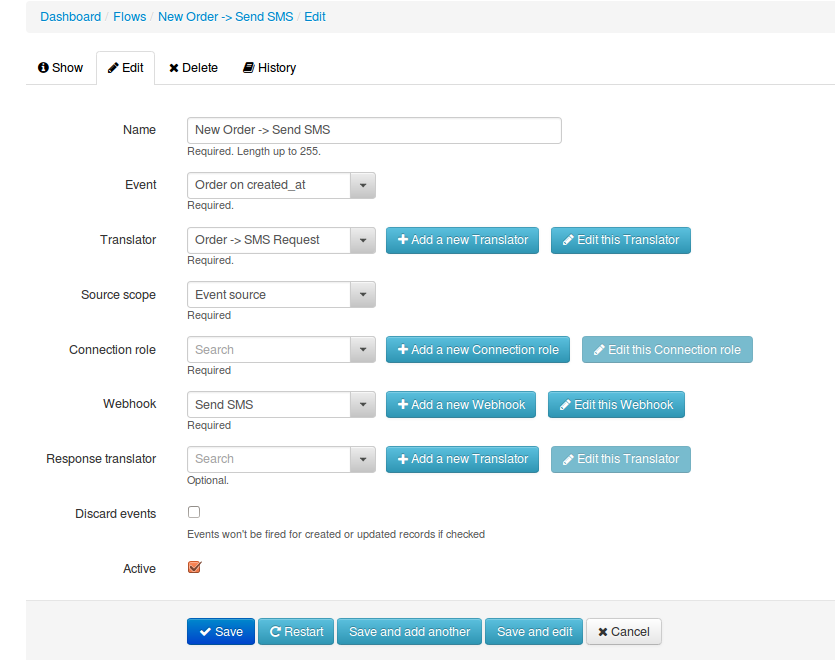 Dashboard / Flows / New Order -> Send SMS / Edit
Show Edit Delete History
Name New Order -> Send SMS
Required. Length up to 255.
Event Order on created_at
Required.
Translator Order -> SMS Request Add a new Translator Edit this Translator
Required.
Source scope Event source
Required
Connection role Search Add a new Connection role Edit this Connection role
Required
Webhook Send SMS Add a new Webhook Edit this Webhook
Required
Response translator Search Add a new Translator Edit this Translator
Optional.
Discard events
Events won't be fired for created or updated records if checked
Active
Save Restart Save and add another Save and edit Cancel